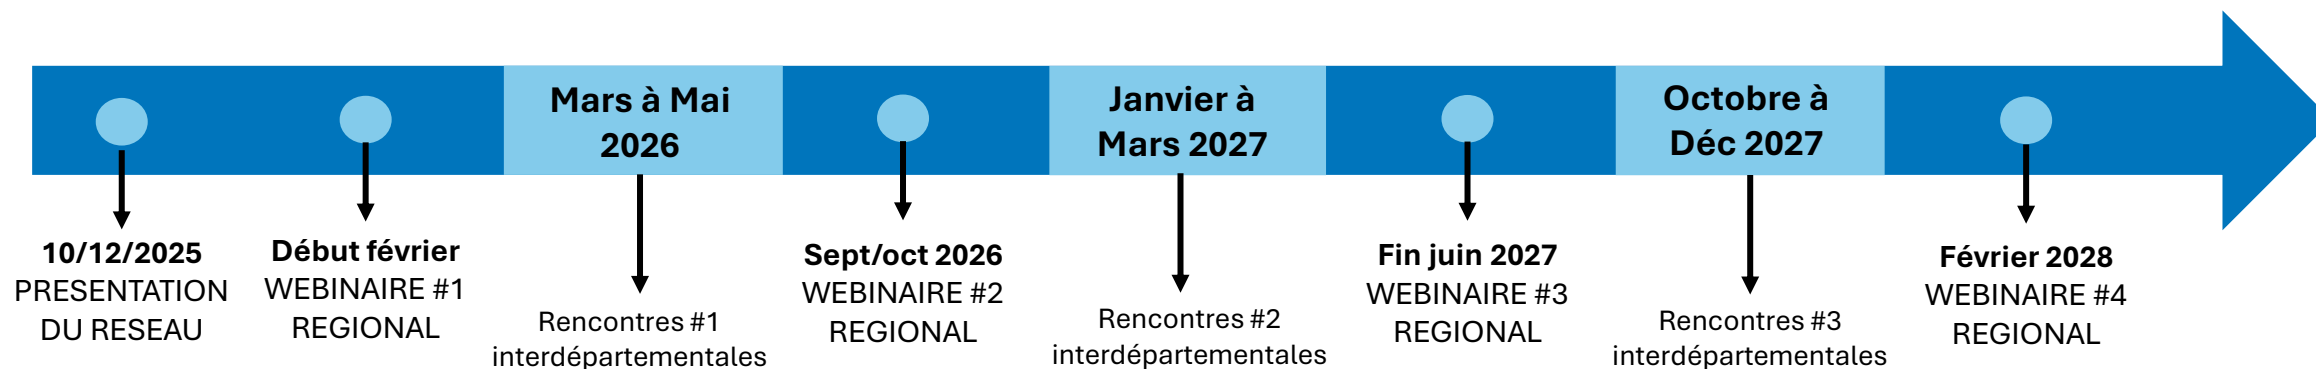 10/12/2025
PRESENTATION
DU RESEAU
Début février
WEBINAIRE #1
REGIONAL
Mars à Mai
2026
Rencontres #1
interdépartementales
Sept/oct 2026
WEBINAIRE #2
REGIONAL
Janvier à
Mars 2027
Rencontres #2
interdépartementales
Fin juin 2027
WEBINAIRE #3
REGIONAL
Octobre à
Déc 2027
Rencontres #3
interdépartementales
Février 2028
WEBINAIRE #4
REGIONAL